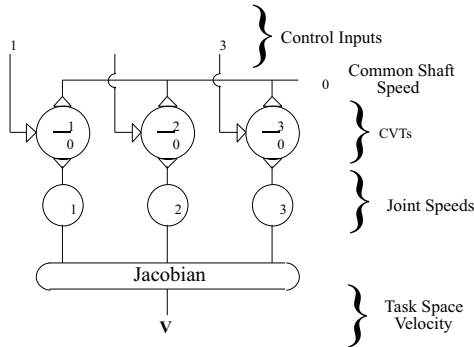 1
3
Control Inputs
Common Shaft
0
Speed
1
0
2
0
3
0
CVTs
1
2
3
Joint Speeds
Jacobian
Task Space
Velocity
V